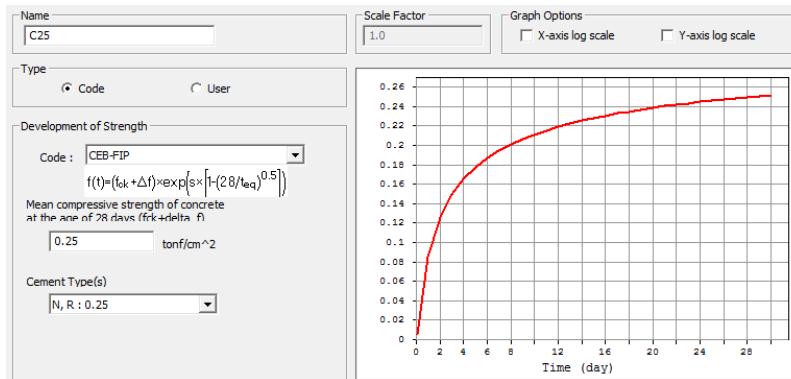 Name
C25
Scale Factor
1.0
Graph Options
X-axis log scale
Y-axis log scale
Type
Code
User
Development of Strength
Code :
CEB-FIP
f(t)=(fck+Δf)×exp{s×[1-(28/teq)^0.5]}
Mean compressive strength of concrete
at the age of 28 days (fck+delta_f)
0.25
tonf/cm^2
Cement Type(s)
N, R : 0.25
0.26
0.24
0.22
0.2
0.18
0.16
0.14
0.12
0.1
0.08
0.06
0.04
0.02
0
0 2 4 6 8 12 16 20 24 28
Time (day)